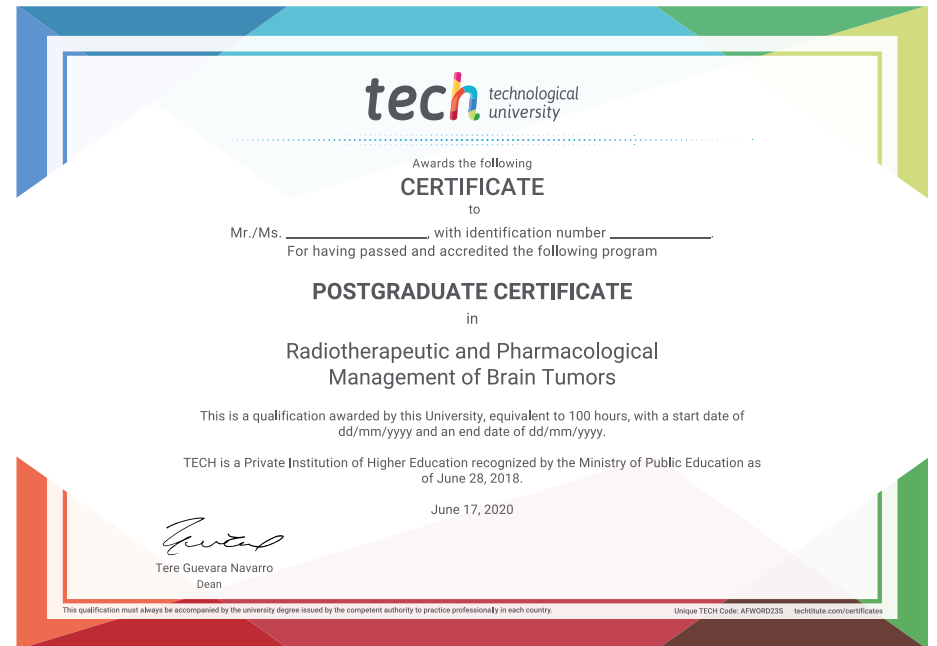 tech technological
university
Awards the following
CERTIFICATE
to
Mr./Ms. ____________________, with identification number ______________.
For having passed and accredited the following program
POSTGRADUATE CERTIFICATE
in
Radiotherapeutic and Pharmacological
Management of Brain Tumors
This is a qualification awarded by this University, equivalent to 100 hours, with a start date of
dd/mm/yyyy and an end date of dd/mm/yyyy.
TECH is a Private Institution of Higher Education recognized by the Ministry of Public Education as
of June 28, 2018.
June 17, 2020
Tere Guevara Navarro
Dean
This qualification must always be accompanied by the university degree issued by the competent authority to practice professionally in each country.
Unique TECH Code: AFWORD23S techtitute.com/certificates